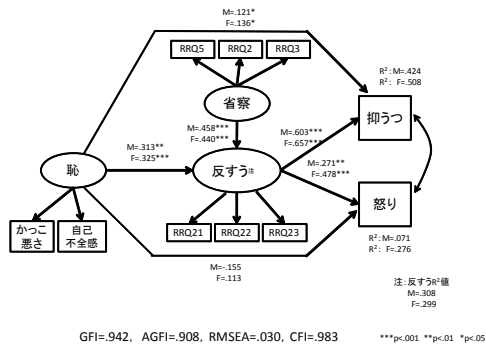 M=.121*
F=.136*
RRQ5
RRQ2
RRQ3
R²:M=.424
R²: F=.508
省察
抑うつ
M=.458***
F=.440***
M=.603***
F=.657***
M=.313**
F=.325***
恥
反すう注
M=.271**
F=.478***
怒り
かっこ
悪さ
自己
不全感
RRQ21
RRQ22
RRQ23
R²:M=.071
R²: F=.276
M=-.155
F=.113
注:反すうR²値
M=.308
F=.299
GFI=.942, AGFI=.908, RMSEA=.030, CFI=.983
***p<.001 **p<.01 *p<.05